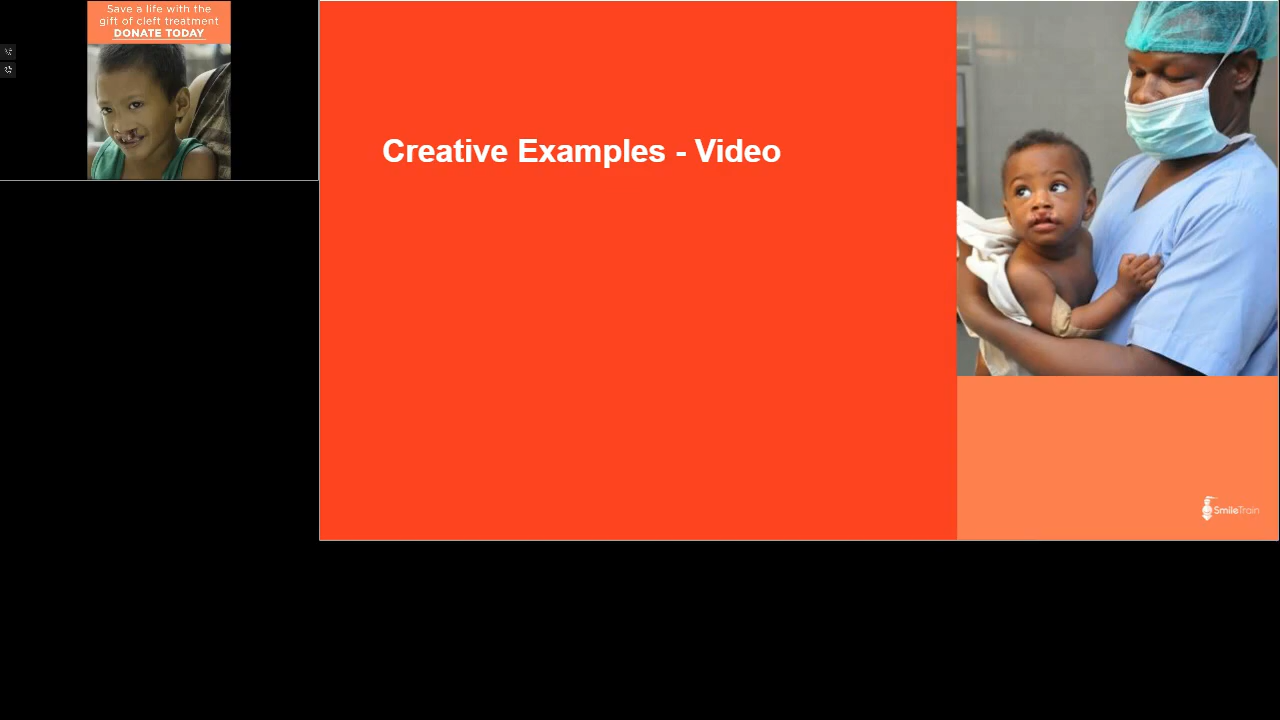 Save a life with the
gift of cleft treatment
DONATE TODAY
Creative Examples - Video
SmileTrain